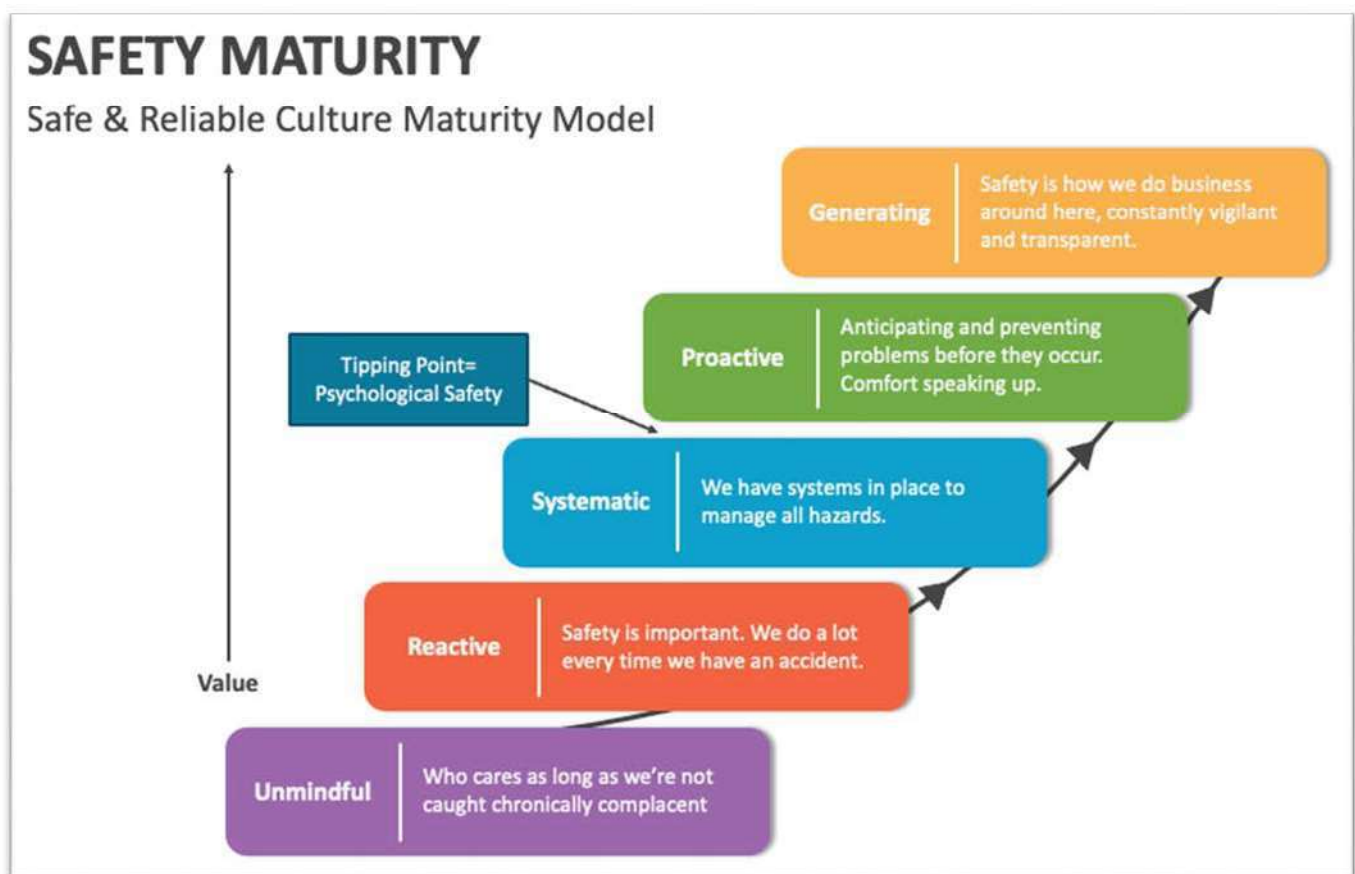 SAFETY MATURITY
Safe & Reliable Culture Maturity Model
Generating
Safety is how we do business
around here, constantly vigilant
and transparent.
Proactive
Anticipating and preventing
problems before they occur.
Comfort speaking up.
Tipping Point=
Psychological Safety
Systematic
We have systems in place to
manage all hazards.
Reactive
Safety is important. We do a lot
every time we have an accident.
Value
Unmindful
Who cares as long as we're not
caught chronically complacent